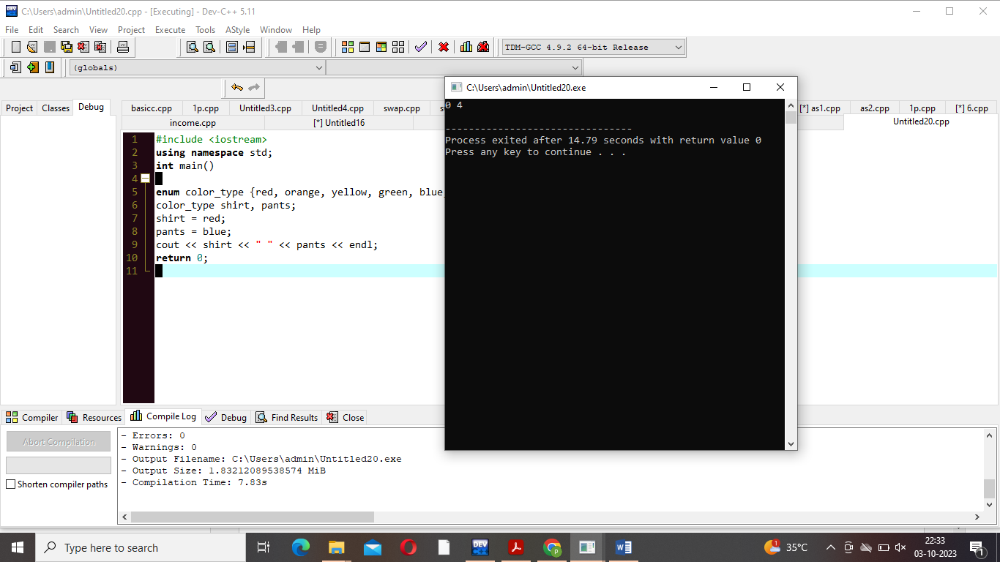 C:\Users\admin\Untitled20.cpp - [Executing] - Dev-C++ 5.11
File Edit Search View Project Execute Tools AStyle Window Help
TDM-GCC 4.9.2 64-bit Release
(globals)
C:\Users\admin\Untitled20.exe
0 4
--------------------------------
Process exited after 14.79 seconds with return value 0
Press any key to continue . . .
Project Classes Debug
basicc.cpp 1p.cpp Untitled3.cpp Untitled4.cpp swap.cpp [*] as1.cpp as2.cpp 1p.cpp [*] 6.cpp
income.cpp [*] Untitled16 Untitled20.cpp
1 #include <iostream>
2 using namespace std;
3 int main()
4
5 enum color_type {red, orange, yellow, green, blue,
6 color_type shirt, pants;
7 shirt = red;
8 pants = blue;
9 cout << shirt << " " << pants << endl;
10 return 0;
11
Compiler Resources Compile Log Debug Find Results Close
Abort Compilation
Shorten compiler paths
- Errors: 0
- Warnings: 0
- Output Filename: C:\Users\admin\Untitled20.exe
- Output Size: 1.83212089538574 MiB
- Compilation Time: 7.83s
Type here to search
DEV
1
35°C
22:33
03-10-2023
1